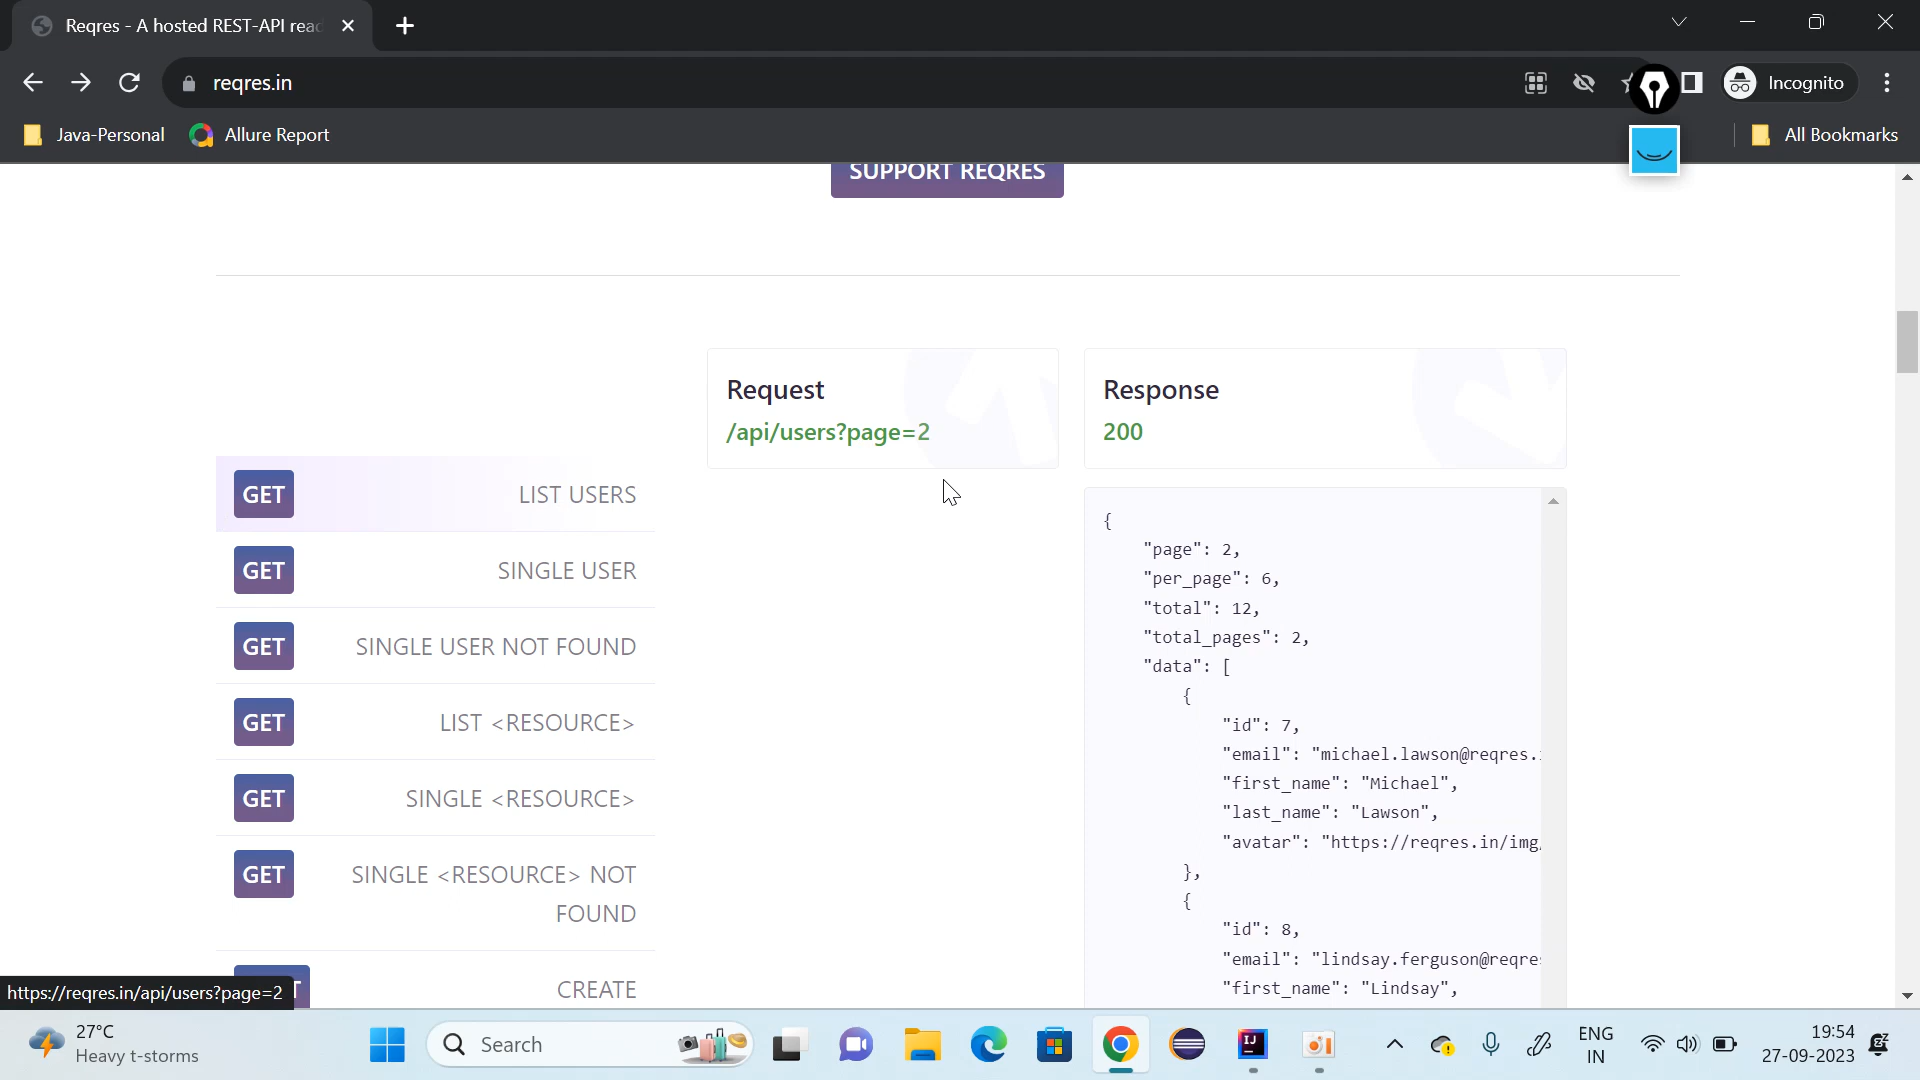 Reqres - A hosted REST-API read
reqres.in
Incognito
Java-Personal
Allure Report
All Bookmarks
SUPPORT REQRES
Request
/api/users?page=2
Response
200
GET LIST USERS
GET SINGLE USER
GET SINGLE USER NOT FOUND
GET LIST <RESOURCE>
GET SINGLE <RESOURCE>
GET SINGLE <RESOURCE> NOT
FOUND
CREATE
{
"page": 2,
"per_page": 6,
"total": 12,
"total_pages": 2,
"data": [
{
"id": 7,
"email": "michael.lawson@reqres.
"first_name": "Michael",
"last_name": "Lawson",
"avatar": "https://reqres.in/img
},
{
"id": 8,
"email": "lindsay.ferguson@reqre
"first_name": "Lindsay",
https://reqres.in/api/users?page=2
27°C
Heavy t-storms
Search
IJ
ENG
IN
19:54
27-09-2023